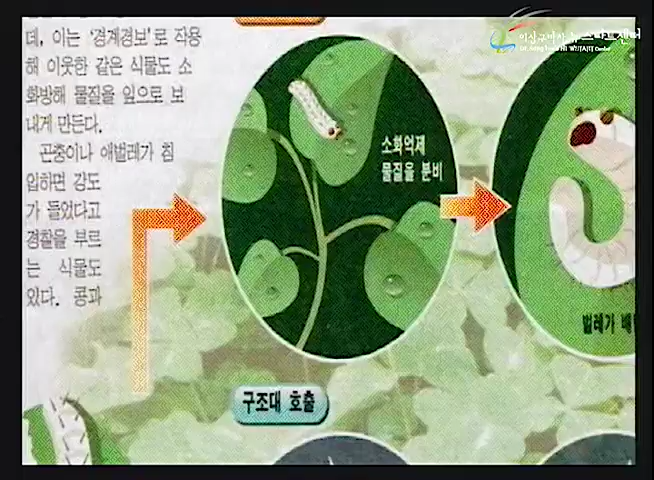 데, 이는 '경계경보'로 작용
해 이웃한 같은 식물도 소
화방해 물질을 잎으로 보
내게 만든다.
곤충이나 애벌레가 침
입하면 강도
가 들었다고
경찰을 부르
는 식물도
있다. 콩과
소화억제
물질을 분비
벌레가 배
구조대 호출